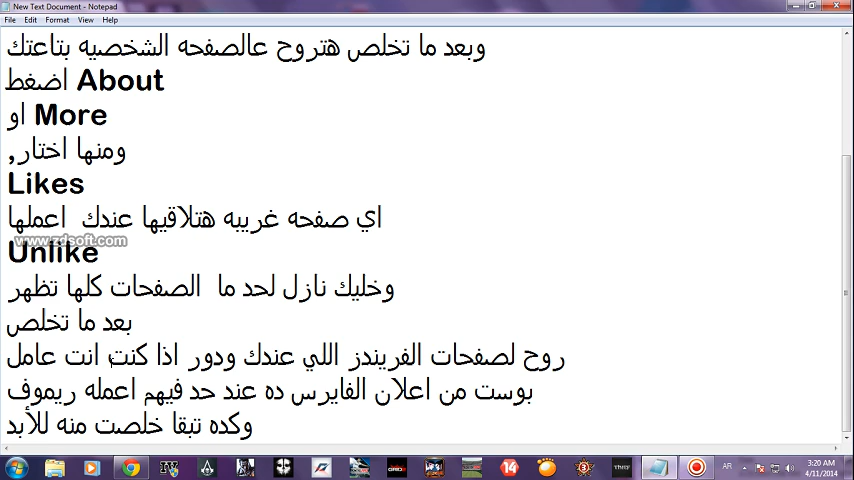 New Text Document - Notepad
File Edit Format View Help
وبعد ما تخلص هتروح عالصفحه الشخصيه بتاعتك
اضغط About
او More
ومنها اختار,
Likes
اي صفحه غريبه هتلاقيها عندك اعملها
www.zdsoft.com
Unlike
وخليك نازل لحد ما الصفحات كلها تظهر
بعد ما تخلص
روح لصفحات الفريندز اللي عندك ودور اذا كنت انت عامل
بوست من اعلان الفايرس ده عند حد فيهم اعمله ريموف
وكده تبقا خلصت منه للأبد
IV 14 3 AR 3:20 AM
4/11/2014